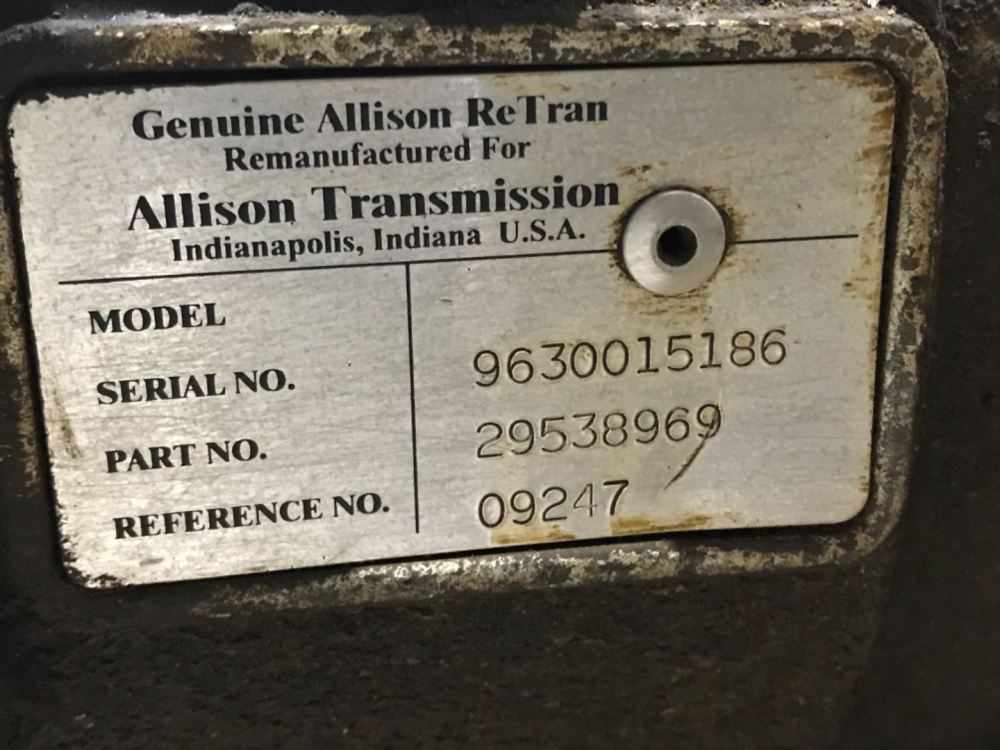 Genuine Allison ReTran
Remanufactured For
Allison Transmission
Indianapolis, Indiana U.S.A.
MODEL
SERIAL NO. 9630015186
PART NO. 29538969
REFERENCE NO. 09247